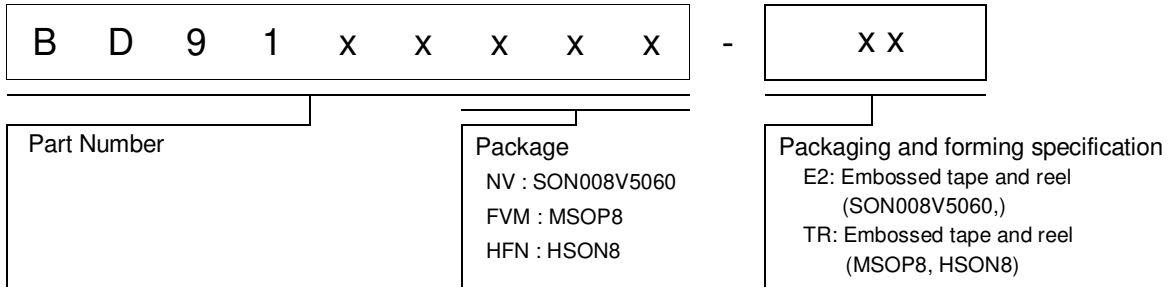 B D 9 1 x x x x x - x x
Part Number
Package
NV : SON008V5060
FVM : MSOP8
HFN : HSON8
Packaging and forming specification
E2: Embossed tape and reel
(SON008V5060,)
TR: Embossed tape and reel
(MSOP8, HSON8)